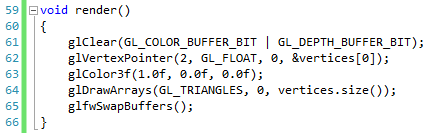 59 void render()
60 {
61 glClear(GL_COLOR_BUFFER_BIT | GL_DEPTH_BUFFER_BIT);
62 glVertexPointer(2, GL_FLOAT, 0, &vertices[0]);
63 glColor3f(1.0f, 0.0f, 0.0f);
64 glDrawArrays(GL_TRIANGLES, 0, vertices.size());
65 glfwSwapBuffers();
66 }